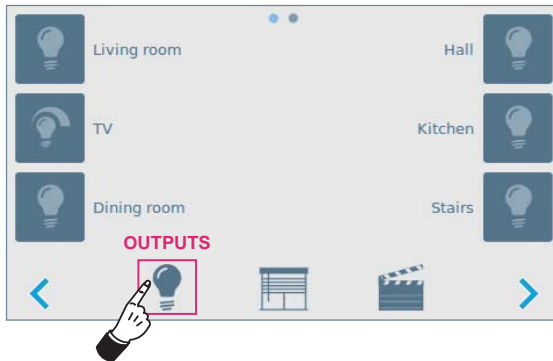 Living room
Hall
TV
Kitchen
Dining room
Stairs
OUTPUTS